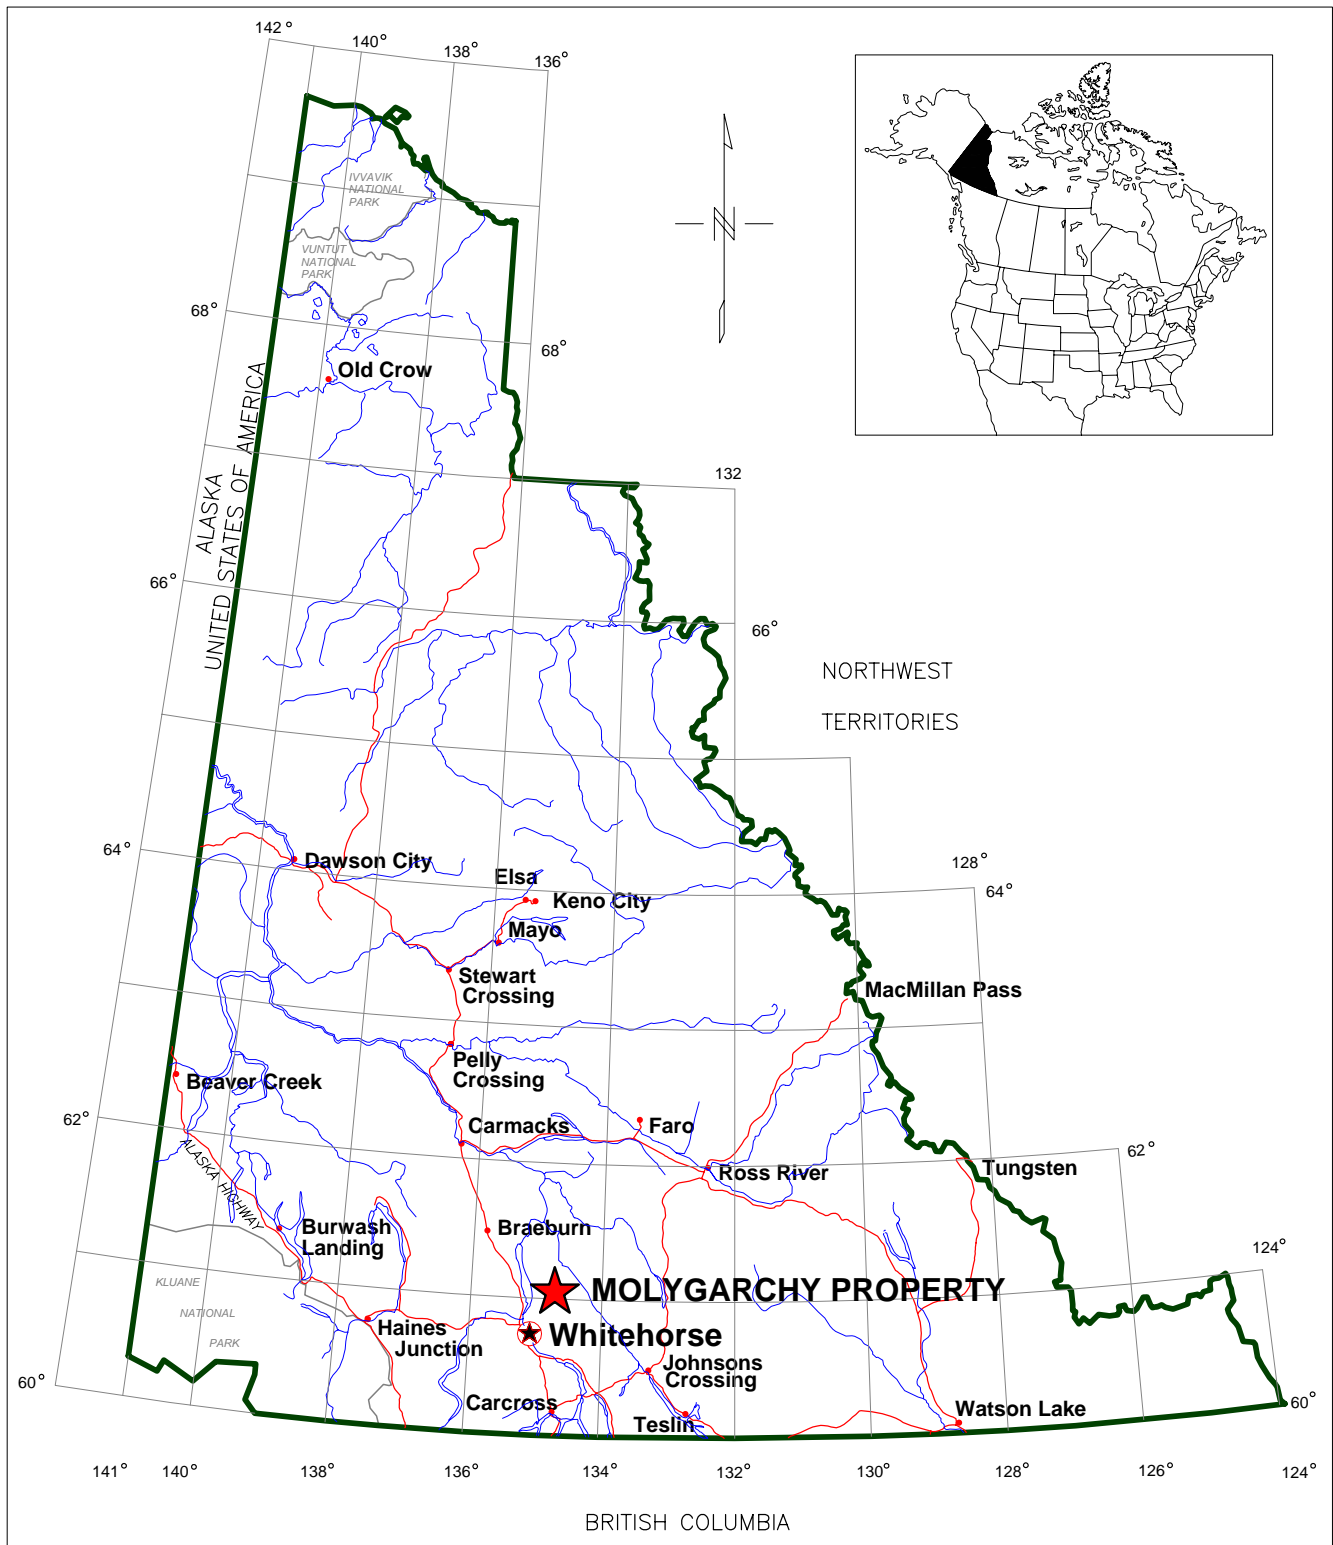 142°
140°
138°
136°
IVVAVIK
NATIONAL
PARK
N
VUNTUT
NATIONAL
PARK
68°
68°
Old Crow
ALASKA
UNITED STATES OF AMERICA
132
66°
66°
NORTHWEST
TERRITORIES
64°
Dawson City
128°
64°
Elsa
Keno City
Mayo
Stewart
Crossing
MacMillan Pass
Pelly
Crossing
Beaver Creek
62°
Carmacks
Faro
62°
ALASKA HIGHWAY
Ross River
Tungsten
Burwash
Landing
Braeburn
124°
KLUANE
NATIONAL
PARK
MOLYGARCHY PROPERTY
Haines
Junction
Whitehorse
Johnsons
Crossing
60°
Carcross
Teslin
Watson Lake
60°
141°
140°
138°
136°
134°
132°
130°
128°
126°
124°
BRITISH COLUMBIA